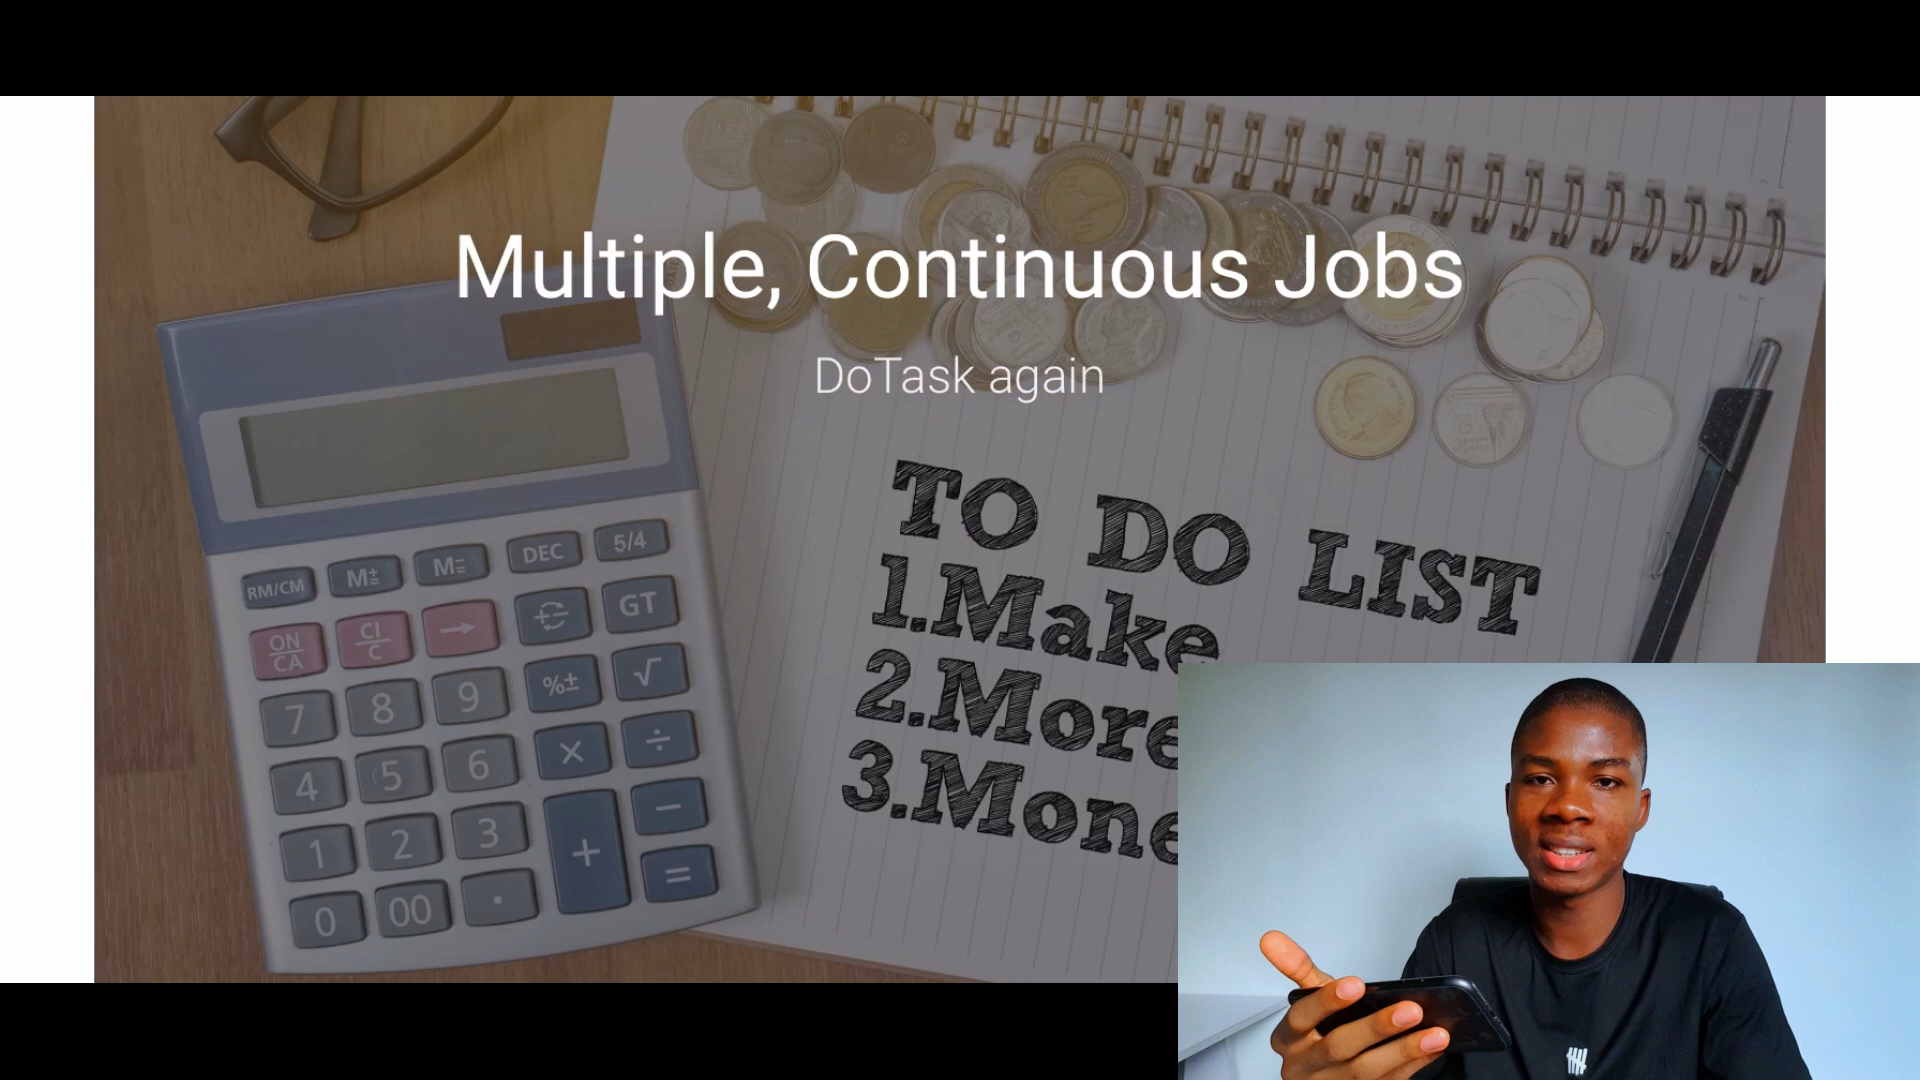 Multiple, Continuous Jobs
DoTask again
TO DO LIST
1.Make
2.More
3.Mone
RM/CM M± M= DEC 5/4
ON/CA CI/C → GT
7 8 9 %± √
4 5 6 × ÷
1 2 3 + −
0 00 . =